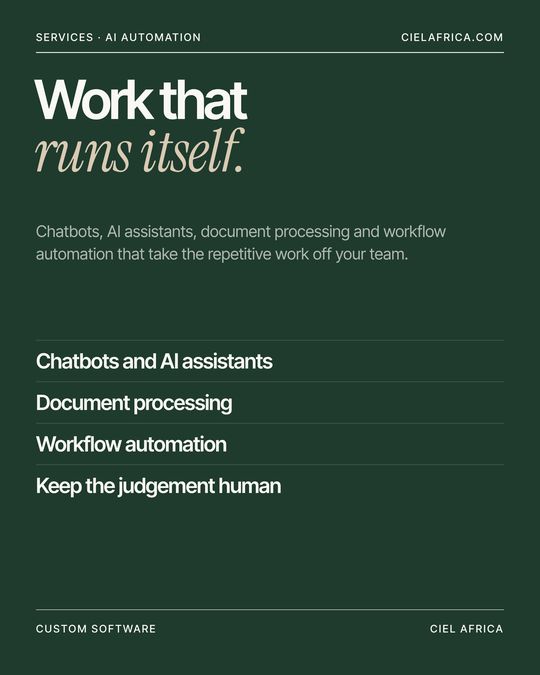 SERVICES · AI AUTOMATION
CIELAFRICA.COM
Work that
runs itself.
Chatbots, AI assistants, document processing and workflow
automation that take the repetitive work off your team.
Chatbots and AI assistants
Document processing
Workflow automation
Keep the judgement human
CUSTOM SOFTWARE
CIEL AFRICA